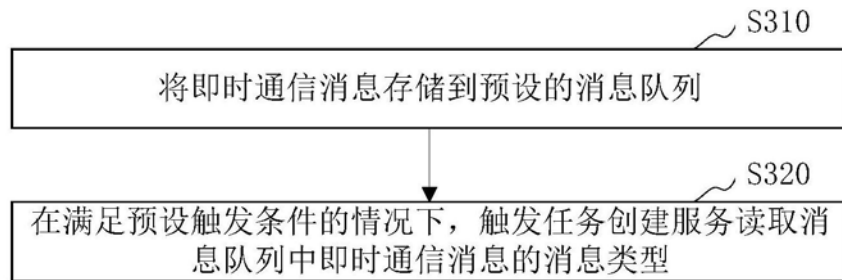 S310
将即时通信消息存储到预设的消息队列
S320
在满足预设触发条件的情况下，触发任务创建服务读取消
息队列中即时通信消息的消息类型